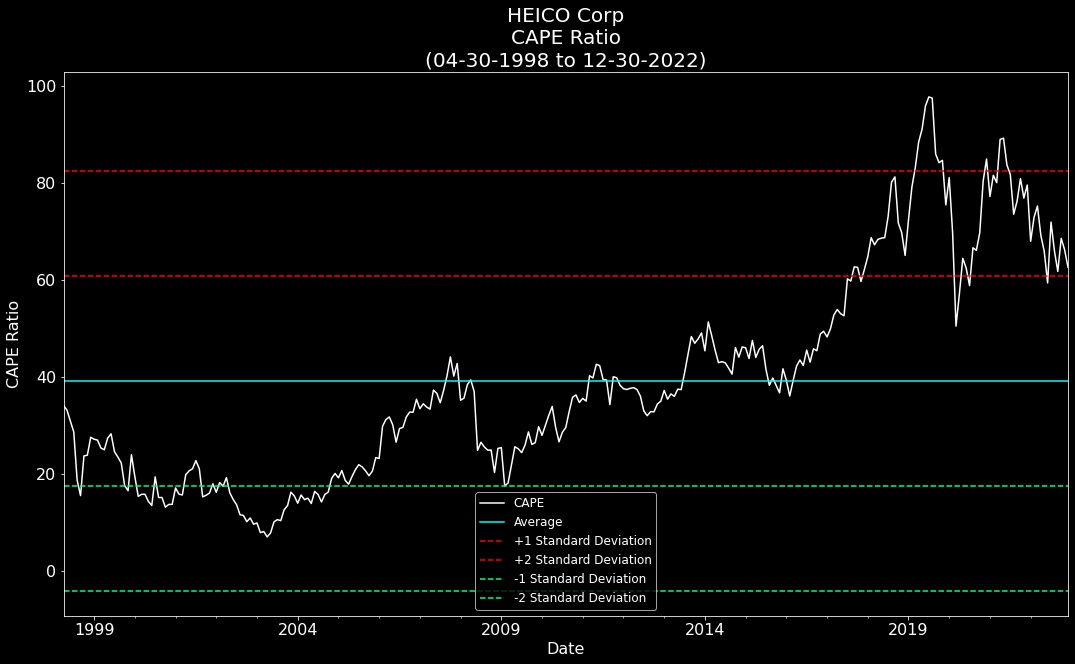 HEICO Corp
CAPE Ratio
(04-30-1998 to 12-30-2022)
100
80
60
40
20
0
CAPE Ratio
CAPE
Average
+1 Standard Deviation
+2 Standard Deviation
-1 Standard Deviation
-2 Standard Deviation
1999 2004 2009 2014 2019
Date